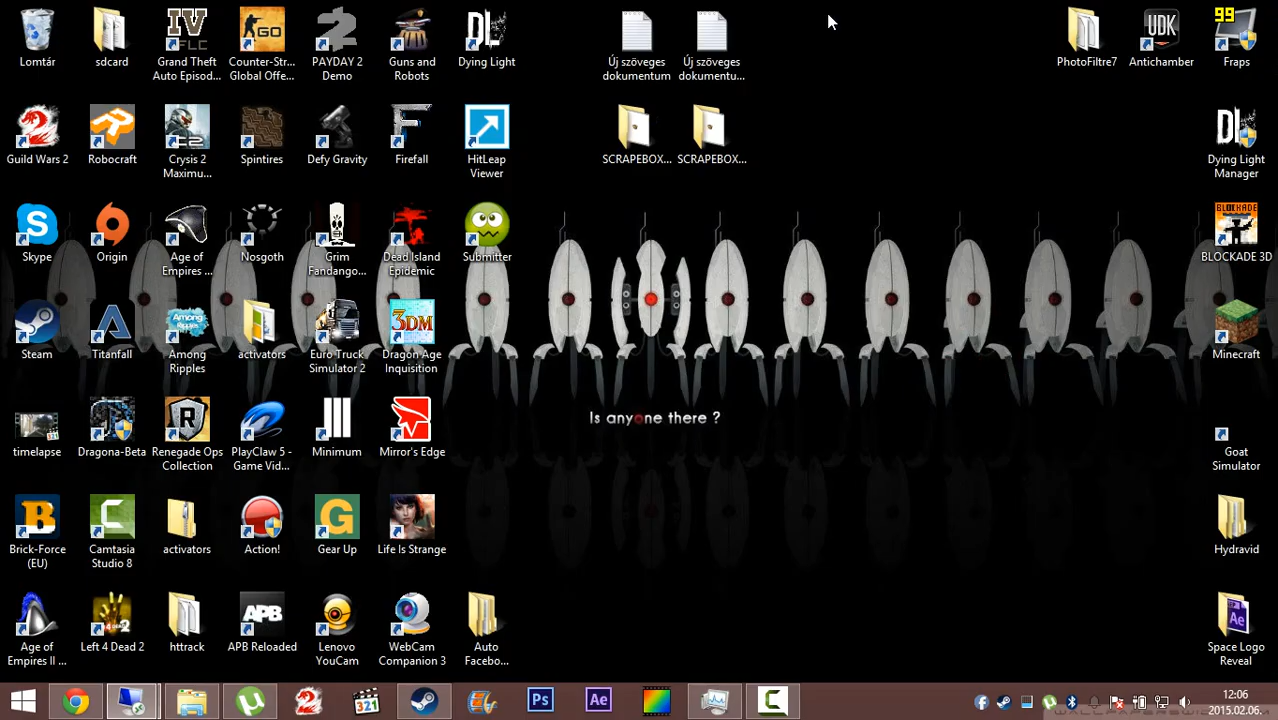 Lomtár
sdcard
Grand Theft
Auto Episod...
Counter-Str...
Global Offe...
PAYDAY 2
Demo
Guns and
Robots
Dying Light
Új szöveges
dokumentum
Új szöveges
dokumentu...
PhotoFiltre7
Antichamber
Fraps
Guild Wars 2
Robocraft
Crysis 2
Maximu...
Spintires
Defy Gravity
Firefall
HitLeap
Viewer
SCRAPEBOX...
SCRAPEBOX...
Dying Light
Manager
Skype
Origin
Age of
Empires ...
Nosgoth
Grim
Fandango...
Dead Island
Epidemic
Submitter
BLOCKADE 3D
Steam
Titanfall
Among
Ripples
activators
Euro Truck
Simulator 2
Dragon Age
Inquisition
Minecraft
Is anyone there ?
timelapse
Dragona-Beta
Renegade Ops
Collection
PlayClaw 5 -
Game Vid...
Minimum
Mirror's Edge
Goat
Simulator
Brick-Force
(EU)
Camtasia
Studio 8
activators
Action!
Gear Up
Life Is Strange
Hydravid
Age of
Empires II ...
Left 4 Dead 2
httrack
APB Reloaded
Lenovo
YouCam
WebCam
Companion 3
Auto
Facebo...
Space Logo
Reveal
12:06
2015.02.06.